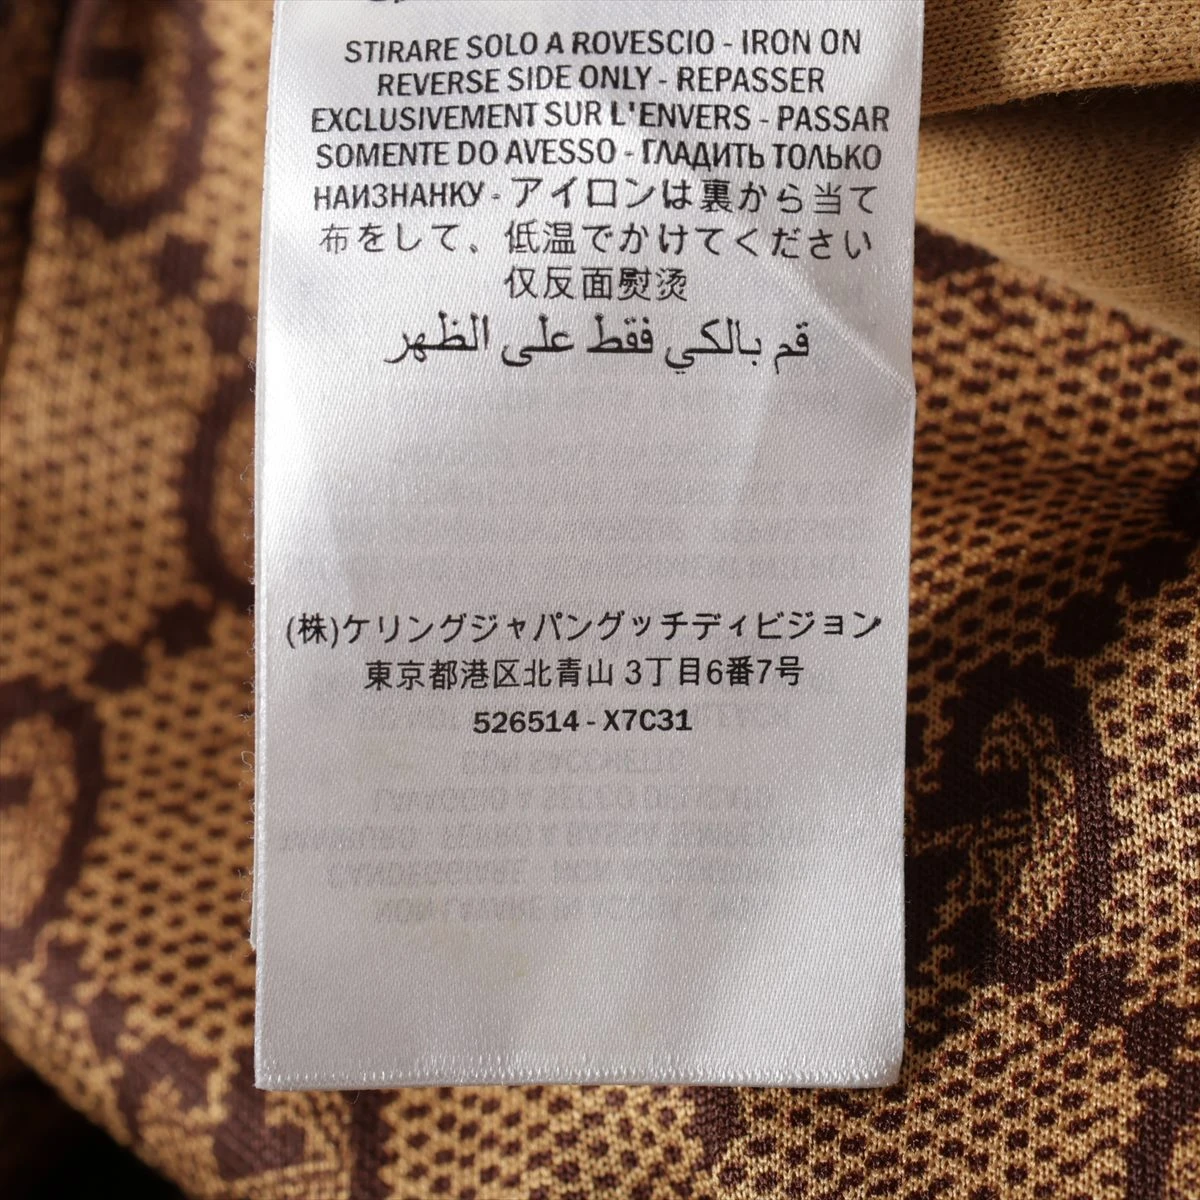 STIRARE SOLO A ROVESCIO - IRON ON
REVERSE SIDE ONLY - REPASSER
EXCLUSIVEMENT SUR L'ENVERS - PASSAR
SOMENTE DO AVESSO - ГЛАДИТЬ ТОЛЬКО
НАИЗНАНКУ - アイロンは裏から当て
布をして、低温でかけてください
仅反面熨烫
قم بالكي فقط على الظهر
(株)ケリングジャパングッチディビジョン
東京都港区北青山 3丁目6番7号
526514 - X7C31